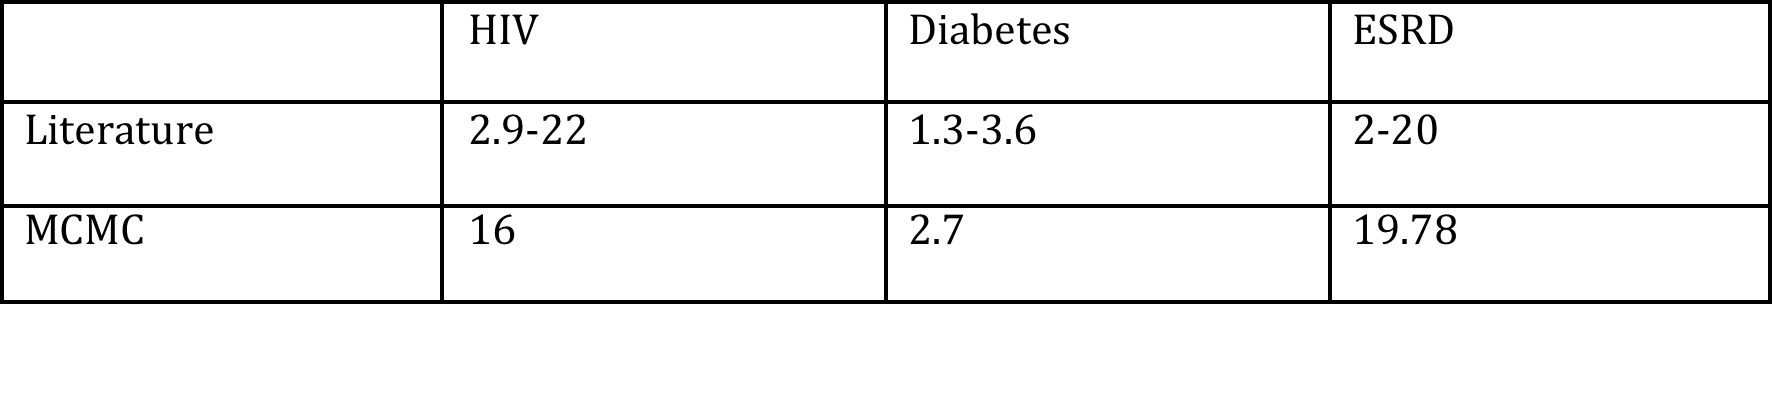 HIV Diabetes ESRD
Literature 2.9-22 1.3-3.6 2-20
MCMC 16 2.7 19.78